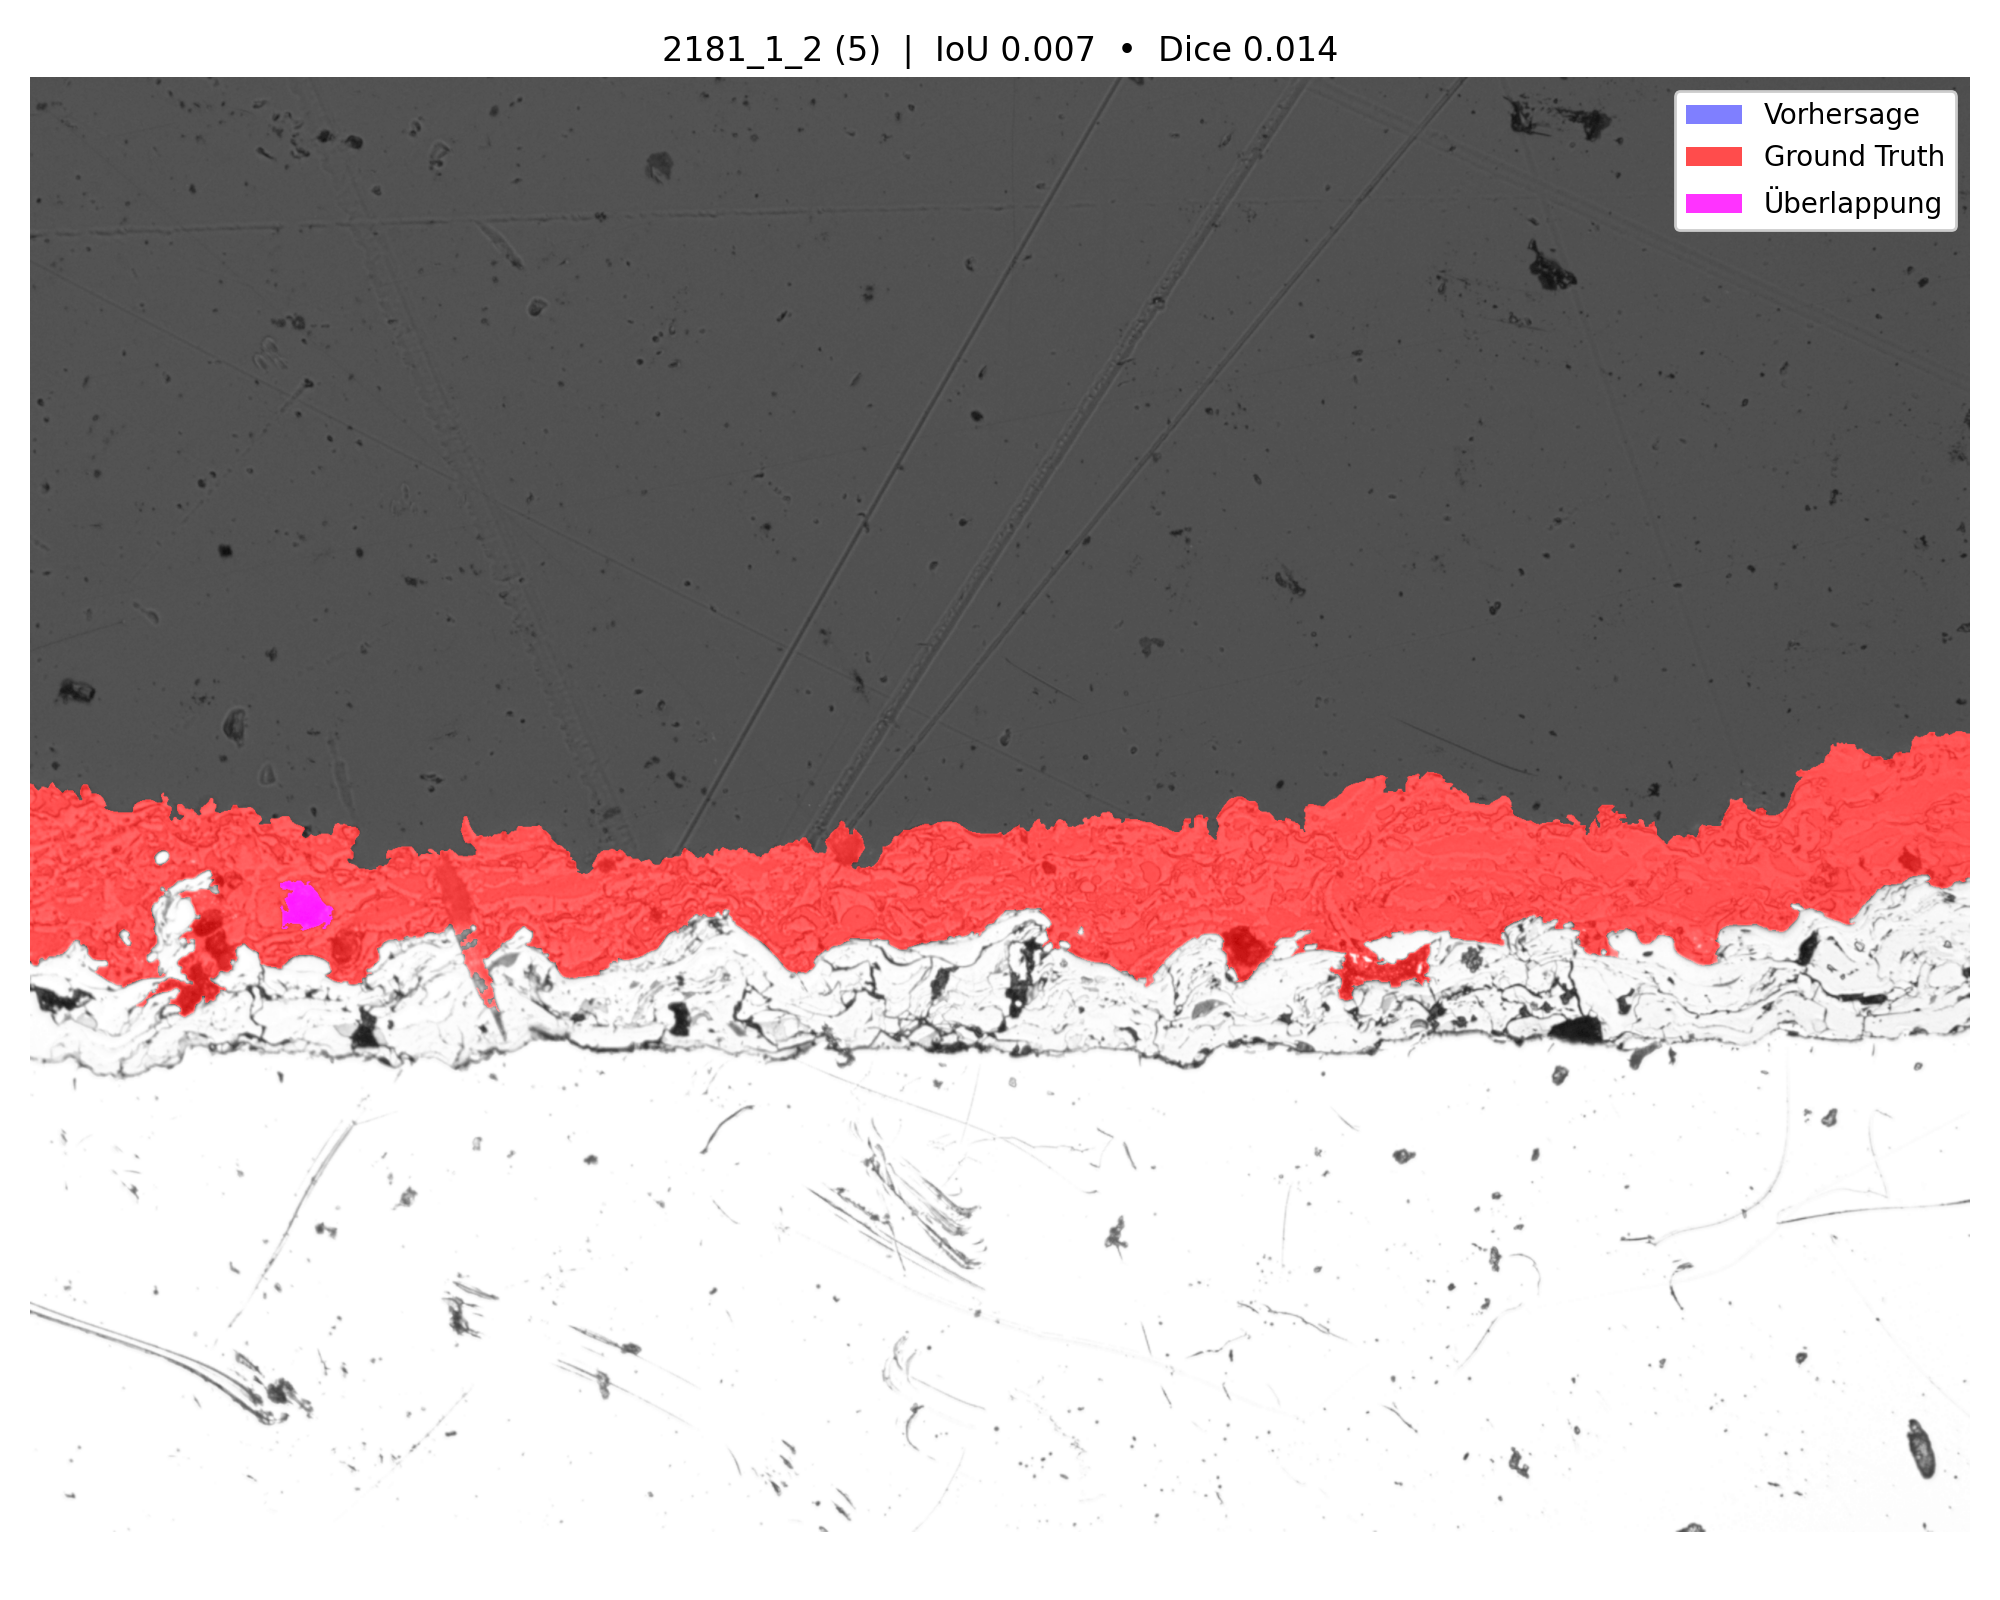 2181_1_2 (5) | IoU 0.007 • Dice 0.014
Vorhersage
Ground Truth
Überlappung